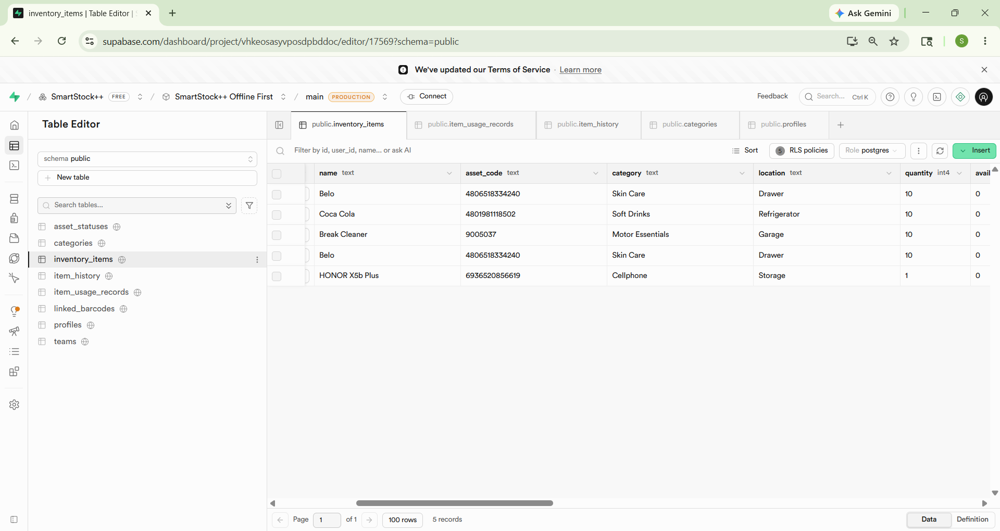 inventory_items | Table Editor | S
Ask Gemini
supabase.com/dashboard/project/vhkeosasyvposdpbddoc/editor/17569?schema=public
S
We've updated our Terms of Service · Learn more
/ SmartStock++ FREE / SmartStock++ Offline First / main PRODUCTION Connect
Feedback Search... Ctrl K
Table Editor
public.inventory_items public.item_usage_records public.item_history public.categories public.profiles
schema public
New table
Search tables...
asset_statuses
categories
inventory_items
item_history
item_usage_records
linked_barcodes
profiles
teams
Filter by id, user_id, name... or ask AI
Sort 5 RLS policies Role postgres Insert
name text asset_code text category text location text quantity int4 avail
Belo 4806518334240 Skin Care Drawer 10 0
Coca Cola 4801981118502 Soft Drinks Refrigerator 10 0
Break Cleaner 9005037 Motor Essentials Garage 10 0
Belo 4806518334240 Skin Care Drawer 10 0
HONOR X5b Plus 6936520856619 Cellphone Storage 1 0
Page 1 of 1 100 rows 5 records
Data Definition